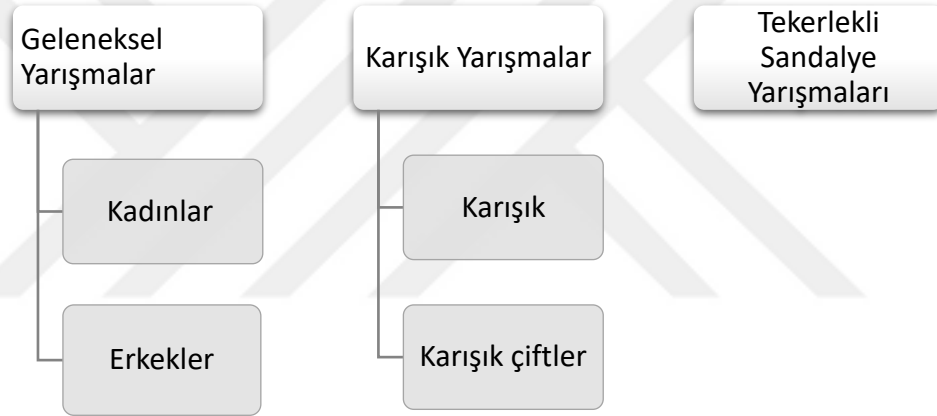 Geleneksel
Yarışmalar
Kadınlar
Erkekler
Karışık Yarışmalar
Karışık
Karışık çiftler
Tekerlekli
Sandalye
Yarışmaları